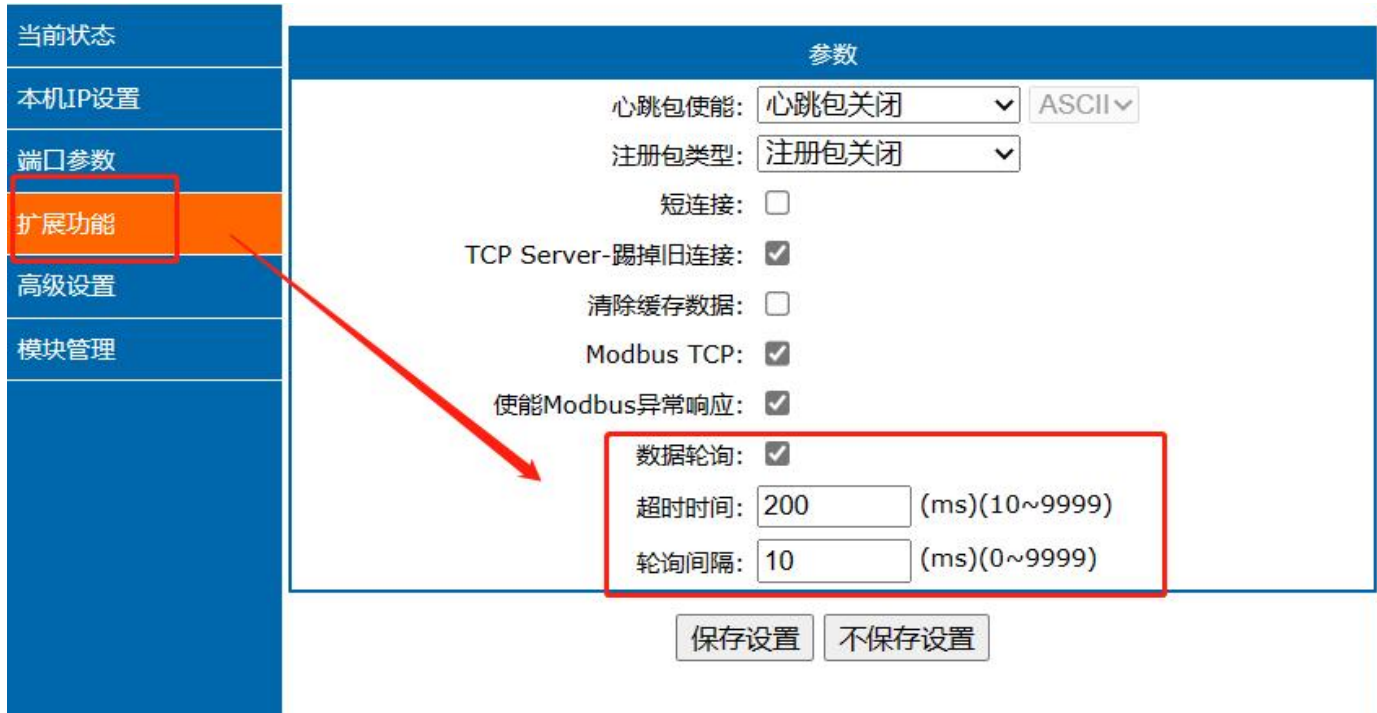 当前状态
本机IP设置
端口参数
扩展功能
高级设置
模块管理
参数
心跳包使能: 心跳包关闭 ASCII
注册包类型: 注册包关闭
短连接:
TCP Server-踢掉旧连接:
清除缓存数据:
Modbus TCP:
使能Modbus异常响应:
数据轮询:
超时时间: 200 (ms)(10~9999)
轮询间隔: 10 (ms)(0~9999)
保存设置 不保存设置